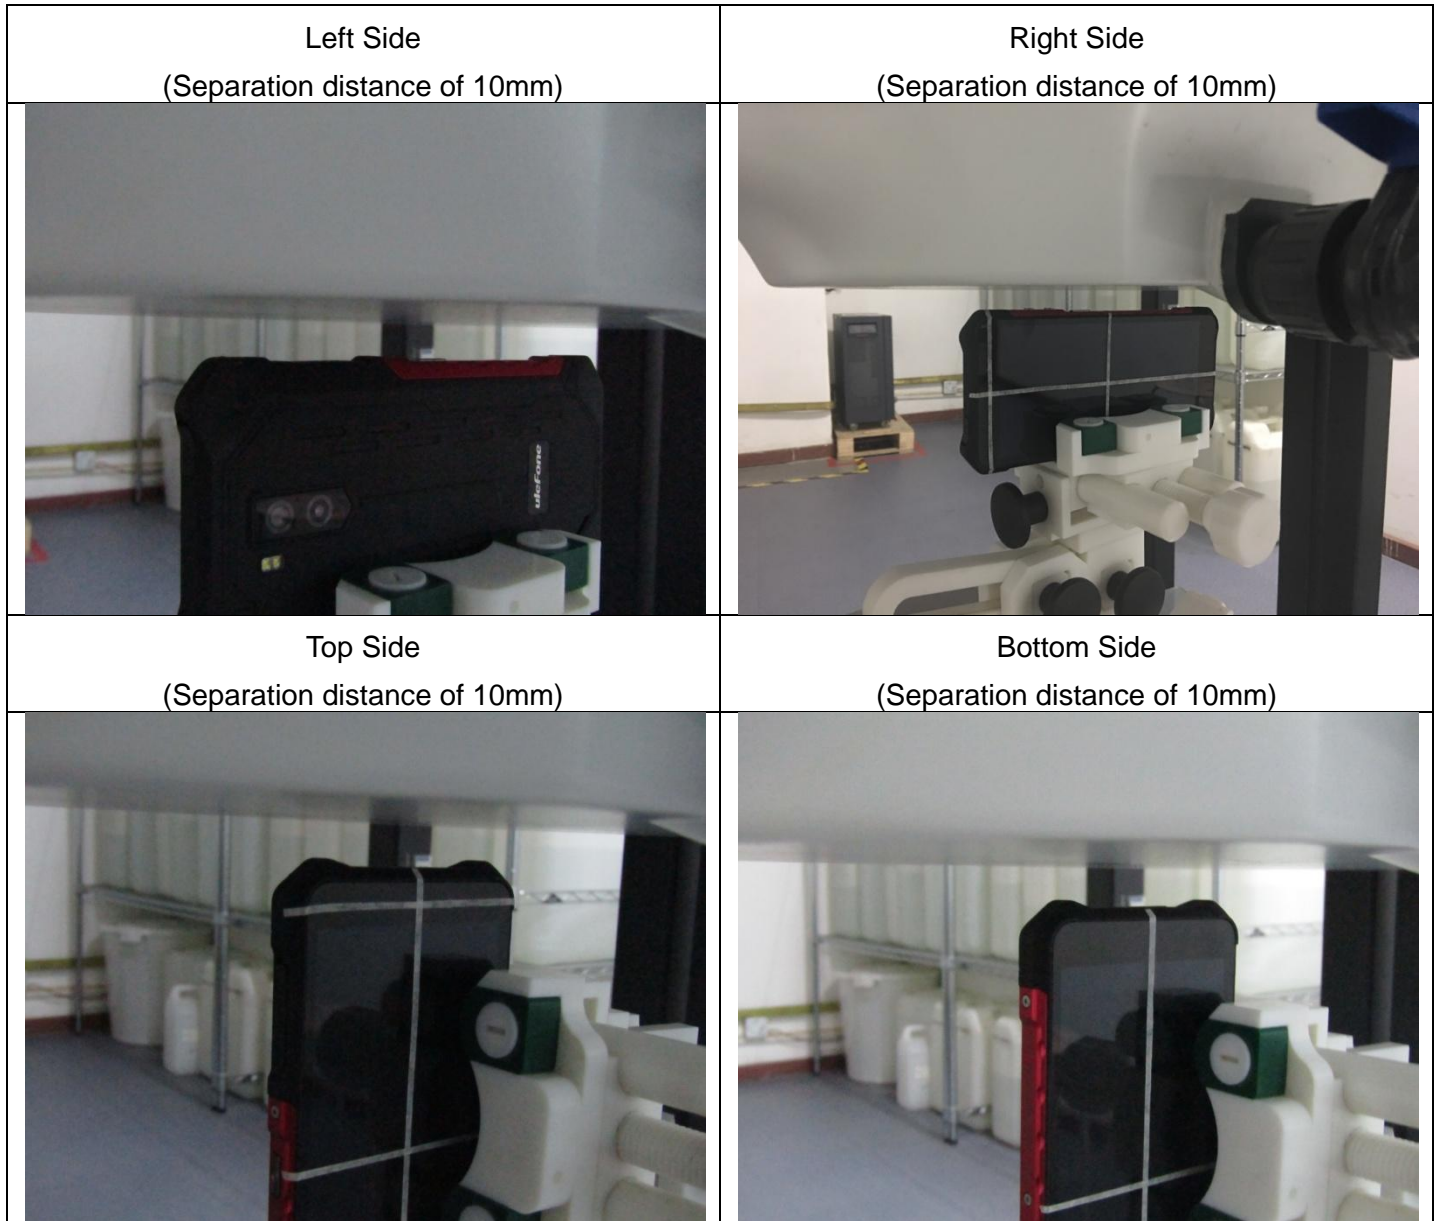 Left Side
(Separation distance of 10mm)
Right Side
(Separation distance of 10mm)
uleFone
Top Side
(Separation distance of 10mm)
Bottom Side
(Separation distance of 10mm)